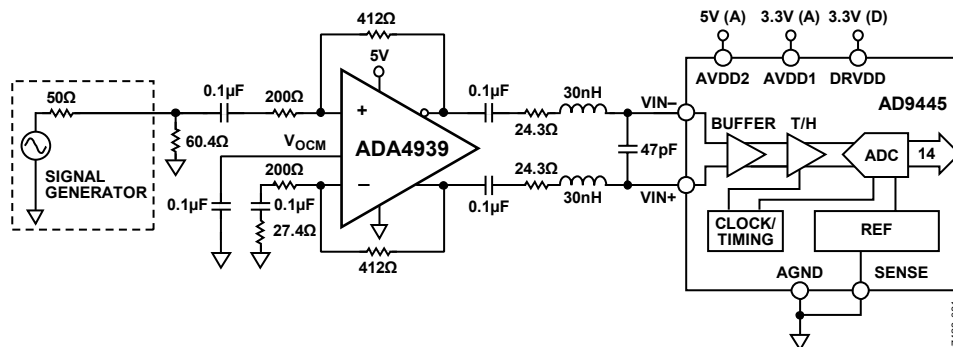 412Ω
5V (A) 3.3V (A) 3.3V (D)
5V
AVDD2 AVDD1 DRVDD
50Ω
0.1µF
200Ω
0.1µF
30nH
VIN–
AD9445
24.3Ω
BUFFER T/H
60.4Ω
VOCM
ADA4939
47pF
ADC
14
SIGNAL
GENERATOR
200Ω
24.3Ω
VIN+
0.1µF
0.1µF
0.1µF
30nH
27.4Ω
CLOCK/
TIMING
REF
412Ω
AGND
SENSE
+
–